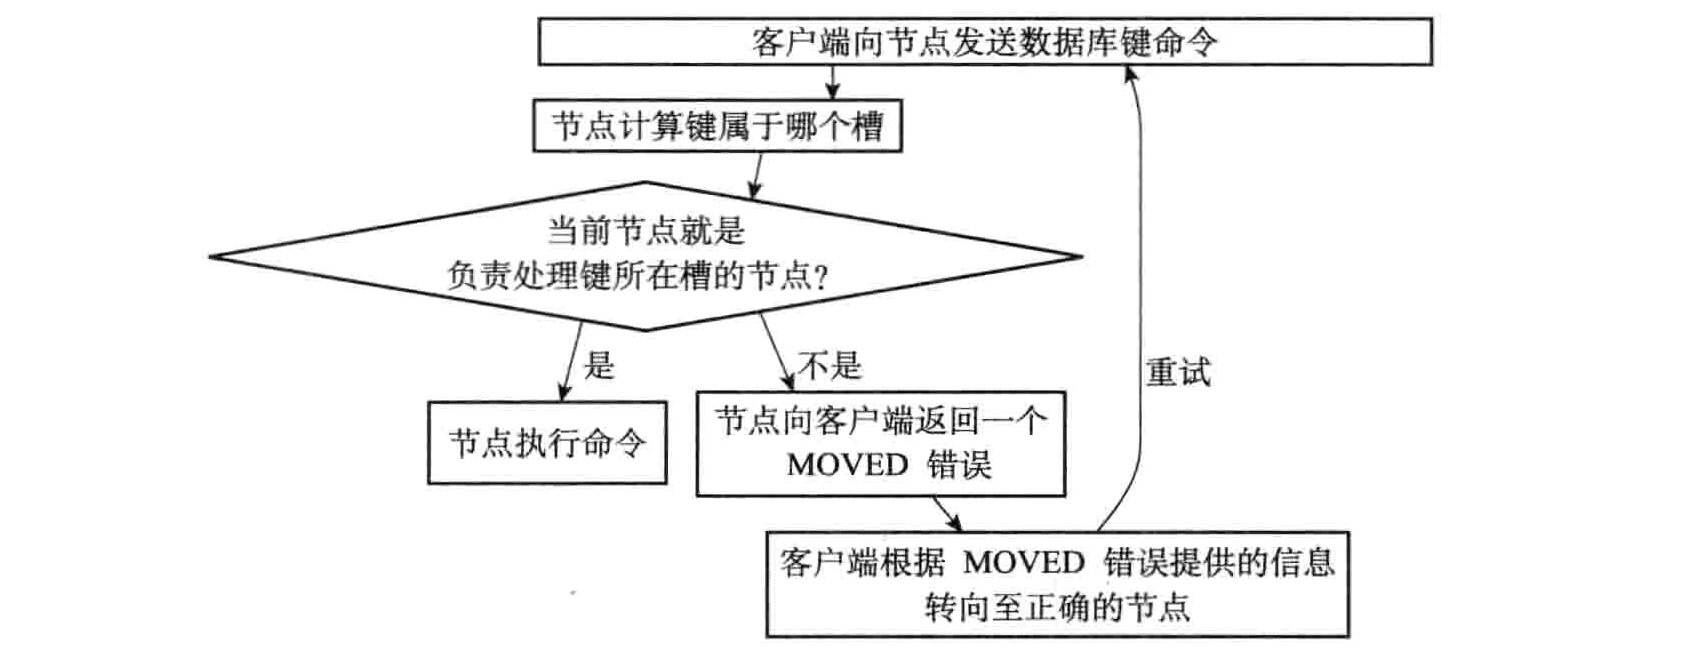 客户端向节点发送数据库键命令
节点计算键属于哪个槽
当前节点就是
负责处理键所在槽的节点?
是
不是
重试
节点执行命令
节点向客户端返回一个
MOVED 错误
客户端根据 MOVED 错误提供的信息
转向至正确的节点